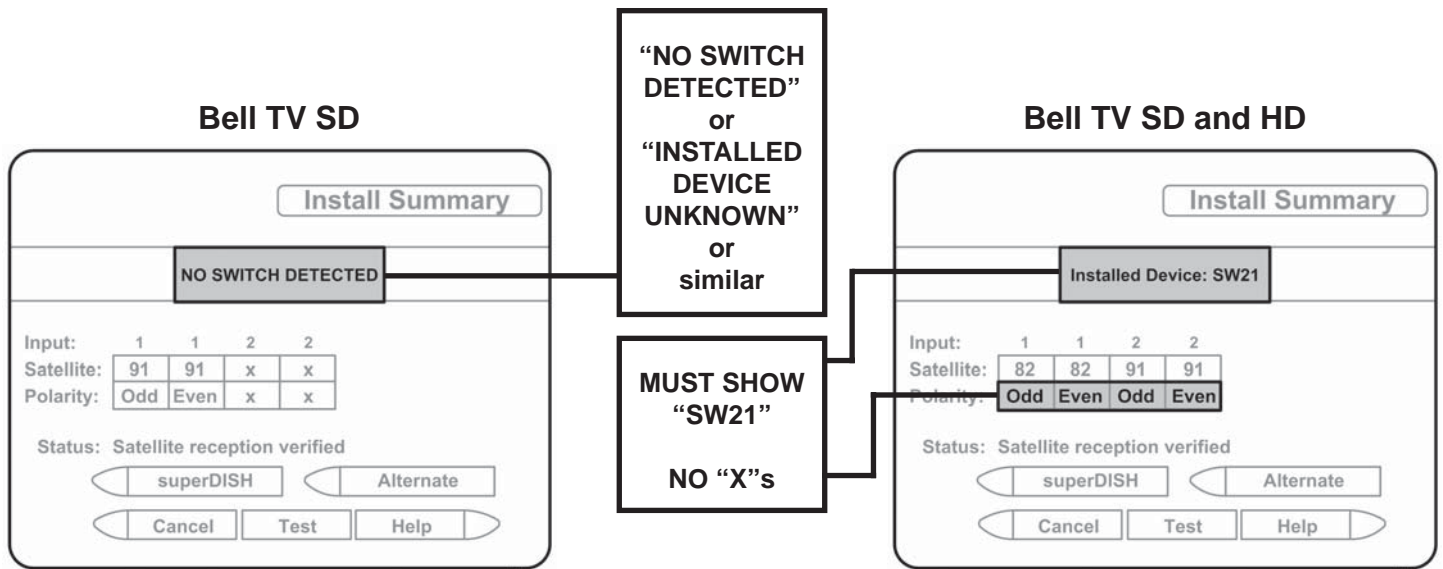 Bell TV SD
Install Summary
NO SWITCH DETECTED
Input: 1 1 2 2
Satellite: 91 91 x x
Polarity: Odd Even x x
Status: Satellite reception verified
superDISH Alternate
Cancel Test Help
“NO SWITCH
DETECTED”
or
“INSTALLED
DEVICE
UNKNOWN”
or
similar
MUST SHOW
“SW21”
NO “X”s
Bell TV SD and HD
Install Summary
Installed Device: SW21
Input: 1 1 2 2
Satellite: 82 82 91 91
Polarity: Odd Even Odd Even
Status: Satellite reception verified
superDISH Alternate
Cancel Test Help